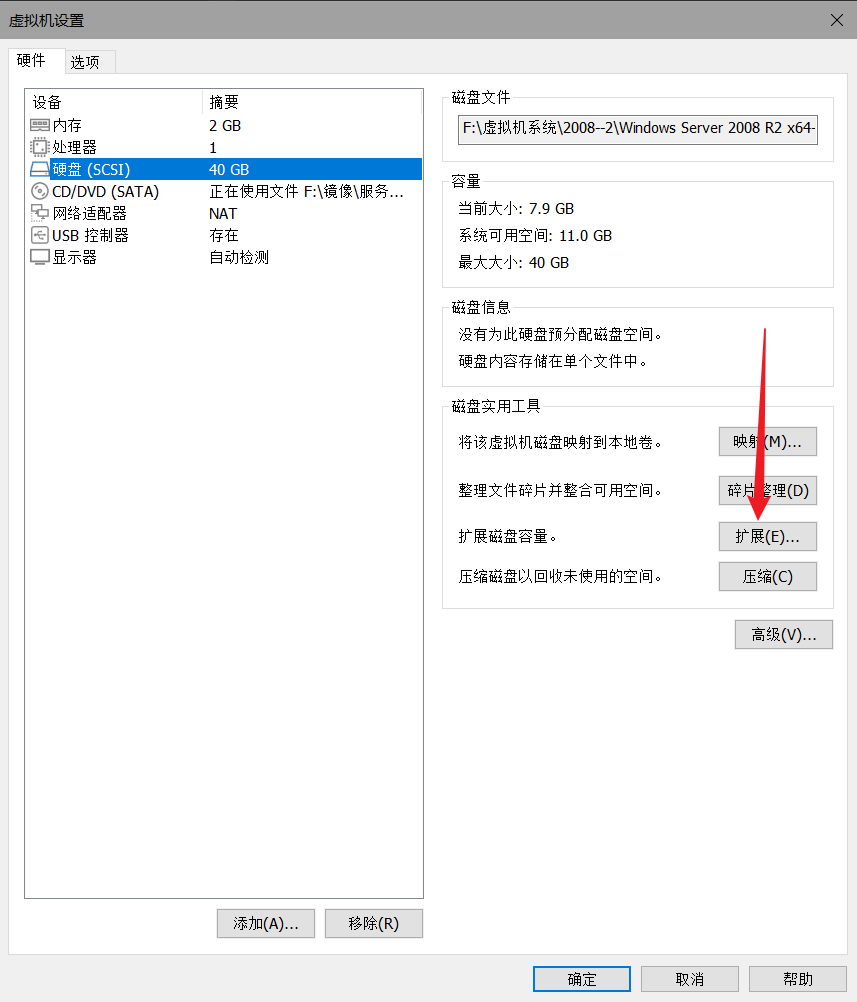 虚拟机设置
硬件 选项
设备 摘要
内存 2 GB
处理器 1
硬盘 (SCSI) 40 GB
CD/DVD (SATA) 正在使用文件 F:\镜像\服务...
网络适配器 NAT
USB 控制器 存在
显示器 自动检测
添加(A)... 移除(R)
磁盘文件
F:\虚拟机系统\2008--2\Windows Server 2008 R2 x64-
容量
当前大小: 7.9 GB
系统可用空间: 11.0 GB
最大大小: 40 GB
磁盘信息
没有为此硬盘预分配磁盘空间。
硬盘内容存储在单个文件中。
磁盘实用工具
将该虚拟机磁盘映射到本地卷。 映射(M)...
整理文件碎片并整合可用空间。 碎片整理(D)
扩展磁盘容量。 扩展(E)...
压缩磁盘以回收未使用的空间。 压缩(C)
高级(V)...
确定 取消 帮助